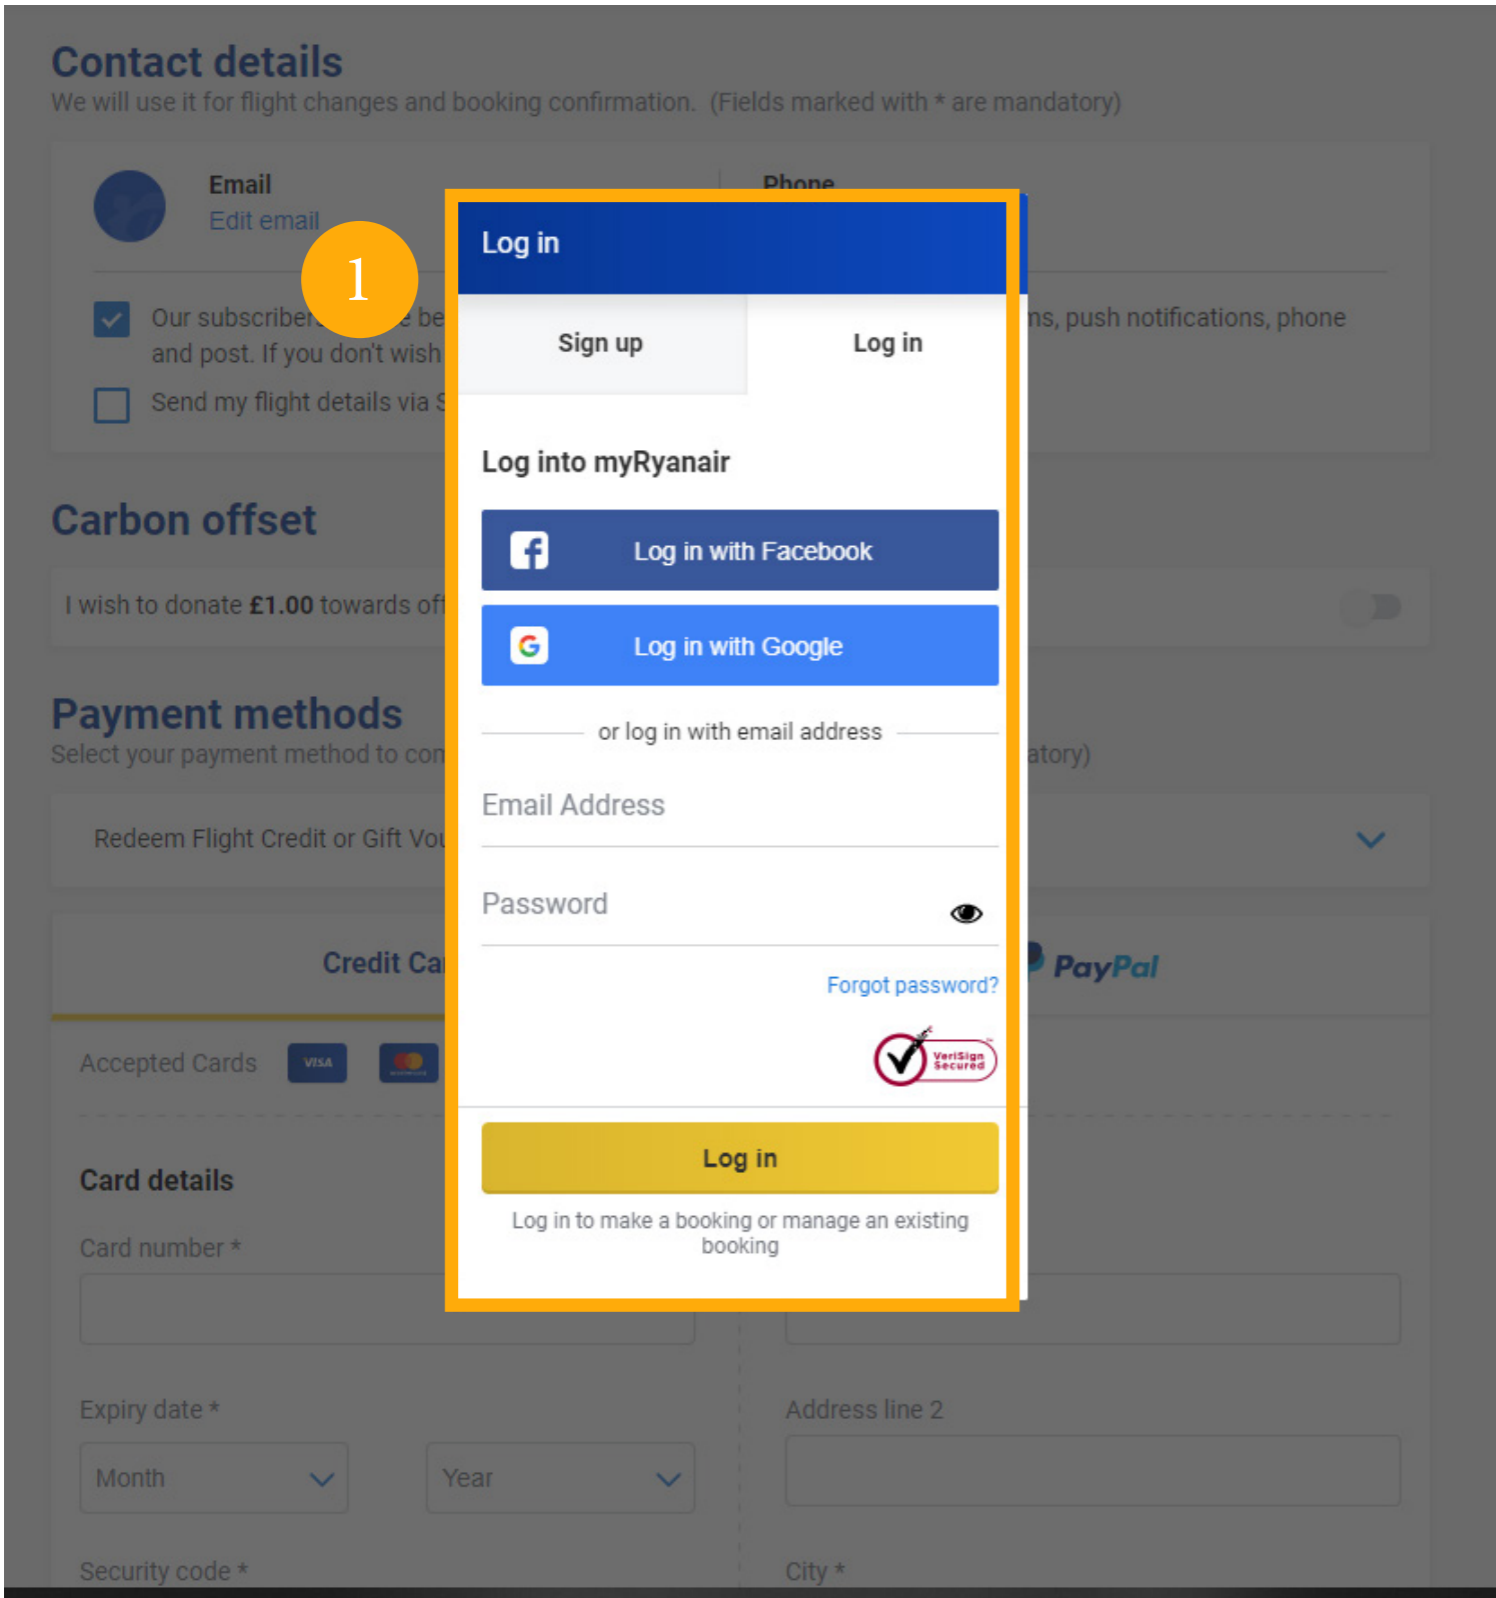 Contact details
We will use it for flight changes and booking confirmation. (Fields marked with * are mandatory)
Email
Phone
Edit email
1
Log in
Our subscribers be
ns, push notifications, phone
and post. If you don't wish
Sign up
Log in
Send my flight details via S
Log into myRyanair
Carbon offset
Log in with Facebook
I wish to donate £1.00 towards off
Log in with Google
Payment methods
Select your payment method to con
or log in with email address
atory)
Email Address
Redeem Flight Credit or Gift Vou
Password
Credit Ca
PayPal
Forgot password?
Accepted Cards
VISA
VeriSign
Secured
Log in
Card details
Log in to make a booking or manage an existing
booking
Card number *
Expiry date *
Address line 2
Month
Year
Security code *
City *